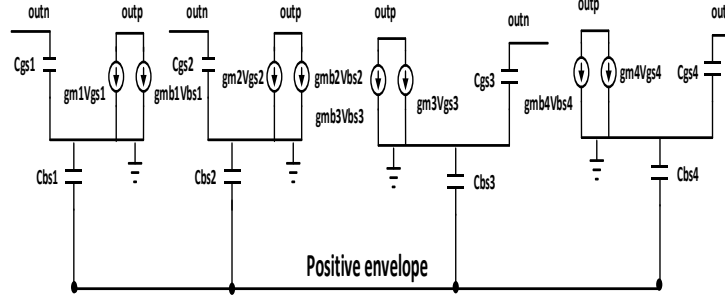 outn outp outn outp outp outn outp out
Cgs1 gm1Vgs1 gmb1Vbs1 Cgs2 gm2Vgs2 gmb2Vbs2 gmb3Vbs3 gm3Vgs3 Cgs3 gmb4Vbs4 gm4Vgs4 Cgs4
Cbs1 Cbs2 Cbs3 Cbs4
Positive envelope